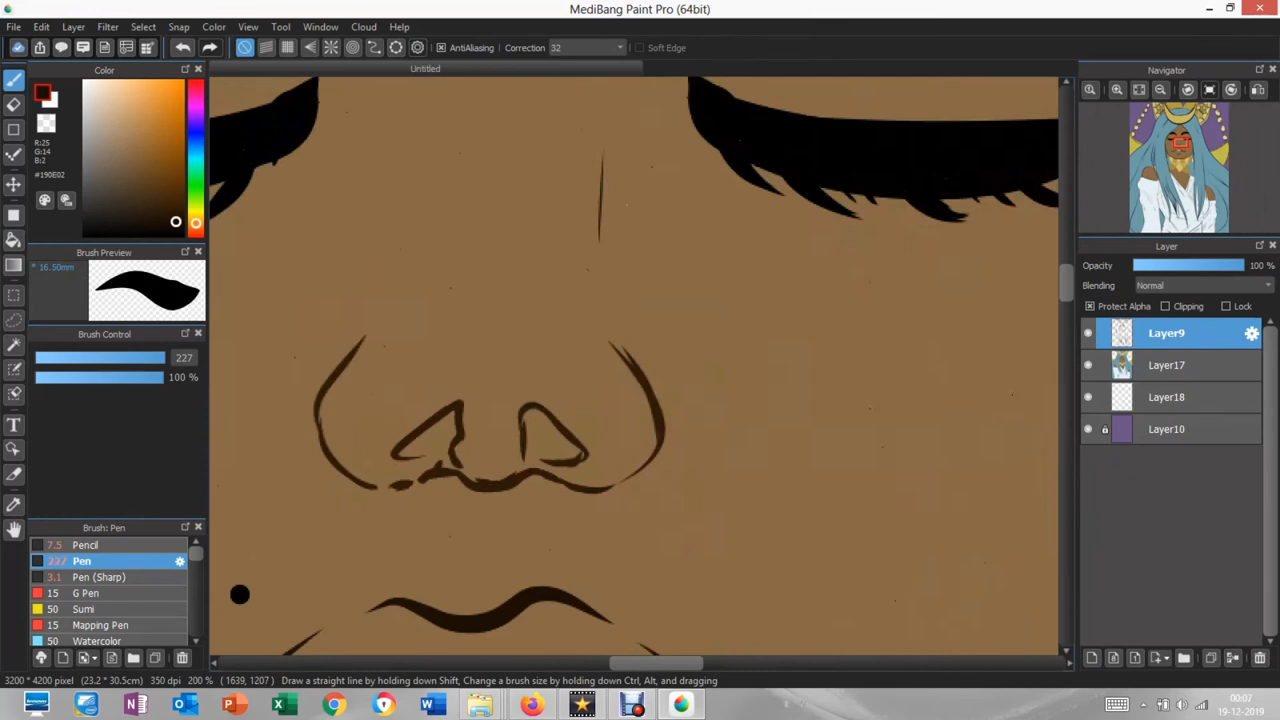 MediBang Paint Pro (64bit)
File Edit Layer Filter Select Snap Color View Tool Window Cloud Help
AntiAliasing Correction 32 Soft Edge
Color
Untitled
Navigator
R:25
G:14
B:2
#190E02
Brush Preview
* 16.50mm
Layer
Opacity 100 %
Blending Normal
Protect Alpha Clipping Lock
Brush Control
Layer9
227
Layer17
100 %
Layer18
Layer10
Brush: Pen
7.5 Pencil
227 Pen
3.1 Pen (Sharp)
15 G Pen
50 Sumi
15 Mapping Pen
50 Watercolor
3200 * 4200 pixel (23.2 * 30.5cm) 350 dpi 200 % ( 1639, 1207 ) Draw a straight line by holding down Shift, Change a brush size by holding down Ctrl, Alt, and dragging
00:07
19-12-2019